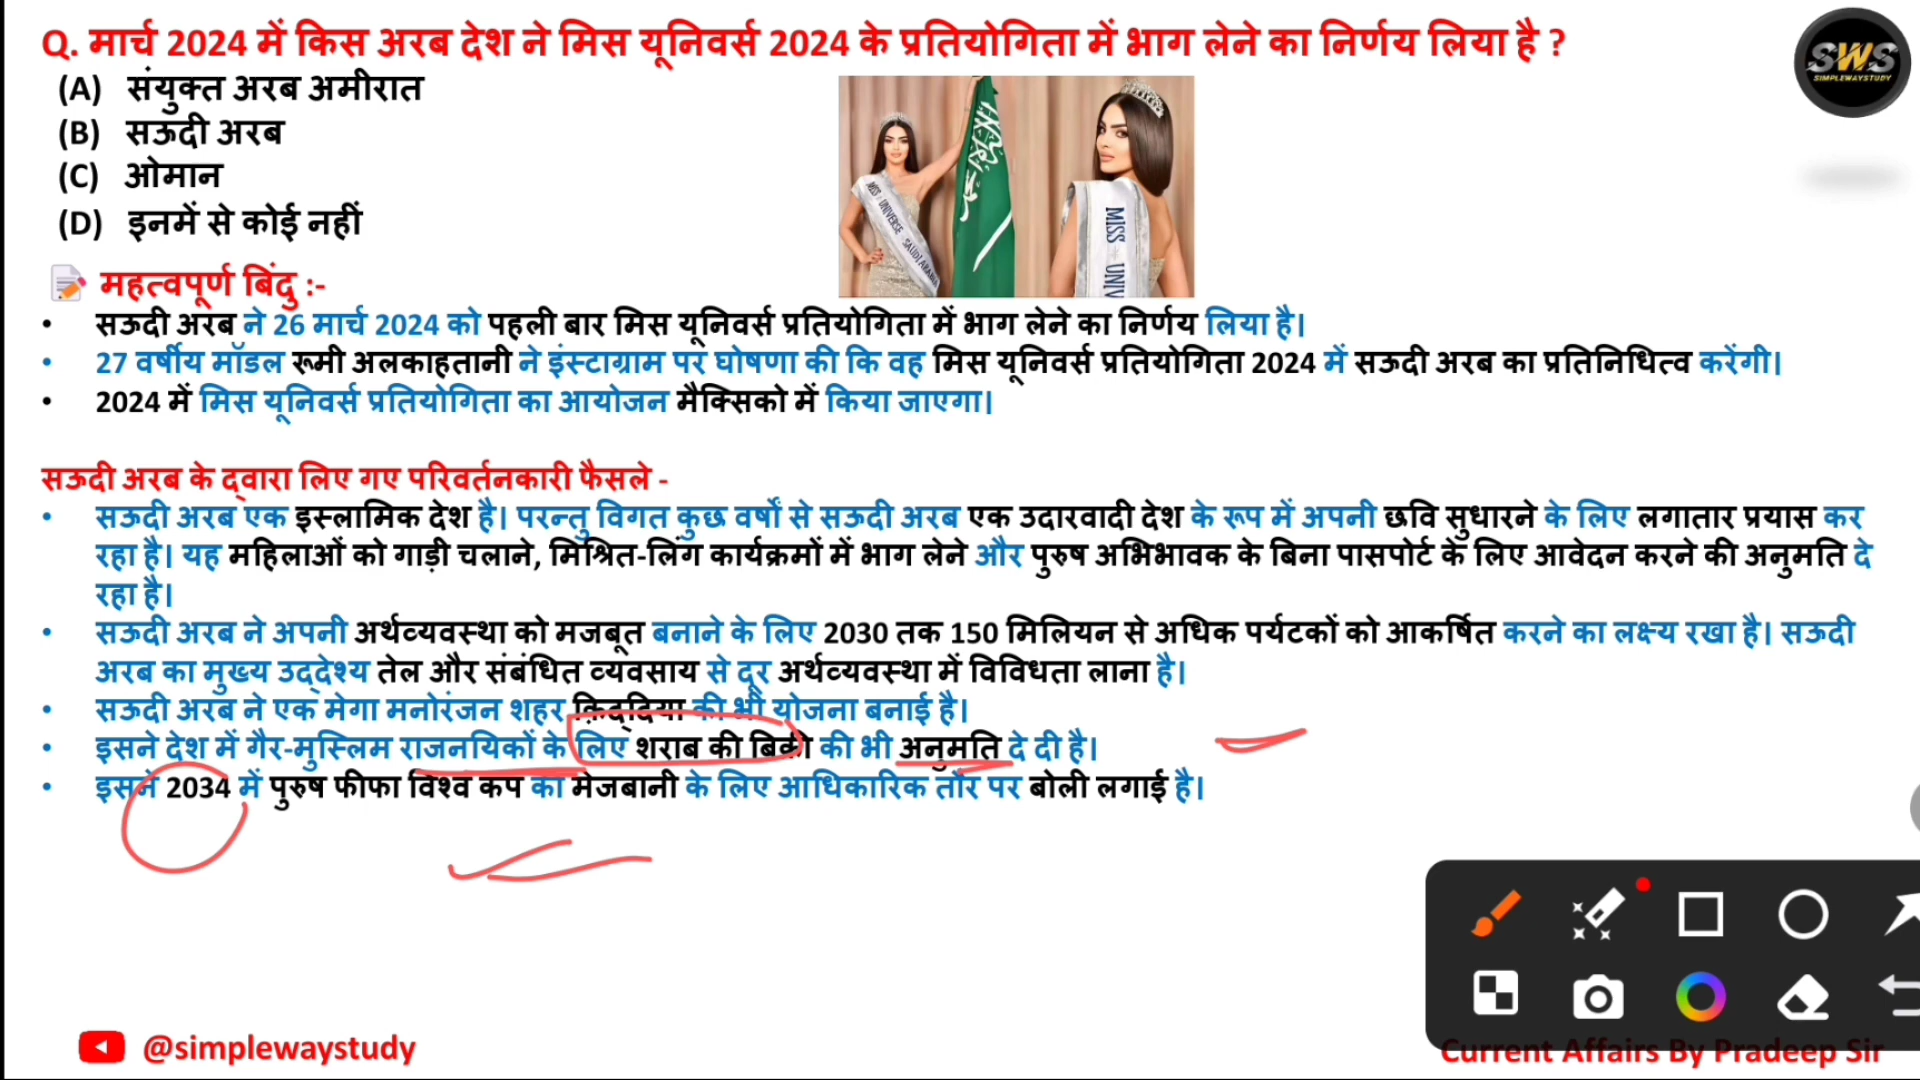 Q. मार्च 2024 में किस अरब देश ने मिस यूनिवर्स 2024 के प्रतियोगिता में भाग लेने का निर्णय लिया है ?
(A) संयुक्त अरब अमीरात
(B) सऊदी अरब
(C) ओमान
(D) इनमें से कोई नहीं
SWS
SIMPLEWAYSTUDY
MISS UNIVERSE SAUDI ARABIA
MISS UNIV
महत्वपूर्ण बिंदु :-
• सऊदी अरब ने 26 मार्च 2024 को पहली बार मिस यूनिवर्स प्रतियोगिता में भाग लेने का निर्णय लिया है।
• 27 वर्षीय मॉडल रूमी अलकाहतानी ने इंस्टाग्राम पर घोषणा की कि वह मिस यूनिवर्स प्रतियोगिता 2024 में सऊदी अरब का प्रतिनिधित्व करेंगी।
• 2024 में मिस यूनिवर्स प्रतियोगिता का आयोजन मैक्सिको में किया जाएगा।
सऊदी अरब के द्वारा लिए गए परिवर्तनकारी फैसले -
• सऊदी अरब एक इस्लामिक देश है। परन्तु विगत कुछ वर्षों से सऊदी अरब एक उदारवादी देश के रूप में अपनी छवि सुधारने के लिए लगातार प्रयास कर
रहा है। यह महिलाओं को गाड़ी चलाने, मिश्रित-लिंग कार्यक्रमों में भाग लेने और पुरुष अभिभावक के बिना पासपोर्ट के लिए आवेदन करने की अनुमति दे
रहा है।
• सऊदी अरब ने अपनी अर्थव्यवस्था को मजबूत बनाने के लिए 2030 तक 150 मिलियन से अधिक पर्यटकों को आकर्षित करने का लक्ष्य रखा है। सऊदी
अरब का मुख्य उद्देश्य तेल और संबंधित व्यवसाय से दूर अर्थव्यवस्था में विविधता लाना है।
• सऊदी अरब ने एक मेगा मनोरंजन शहर क़िद्दिया की भी योजना बनाई है।
• इसने देश में गैर-मुस्लिम राजनयिकों के लिए शराब की बिक्री की भी अनुमति दे दी है।
• इसने 2034 में पुरुष फीफा विश्व कप का मेजबानी के लिए आधिकारिक तौर पर बोली लगाई है।
@simplewaystudy
Current Affairs By Pradeep Sir